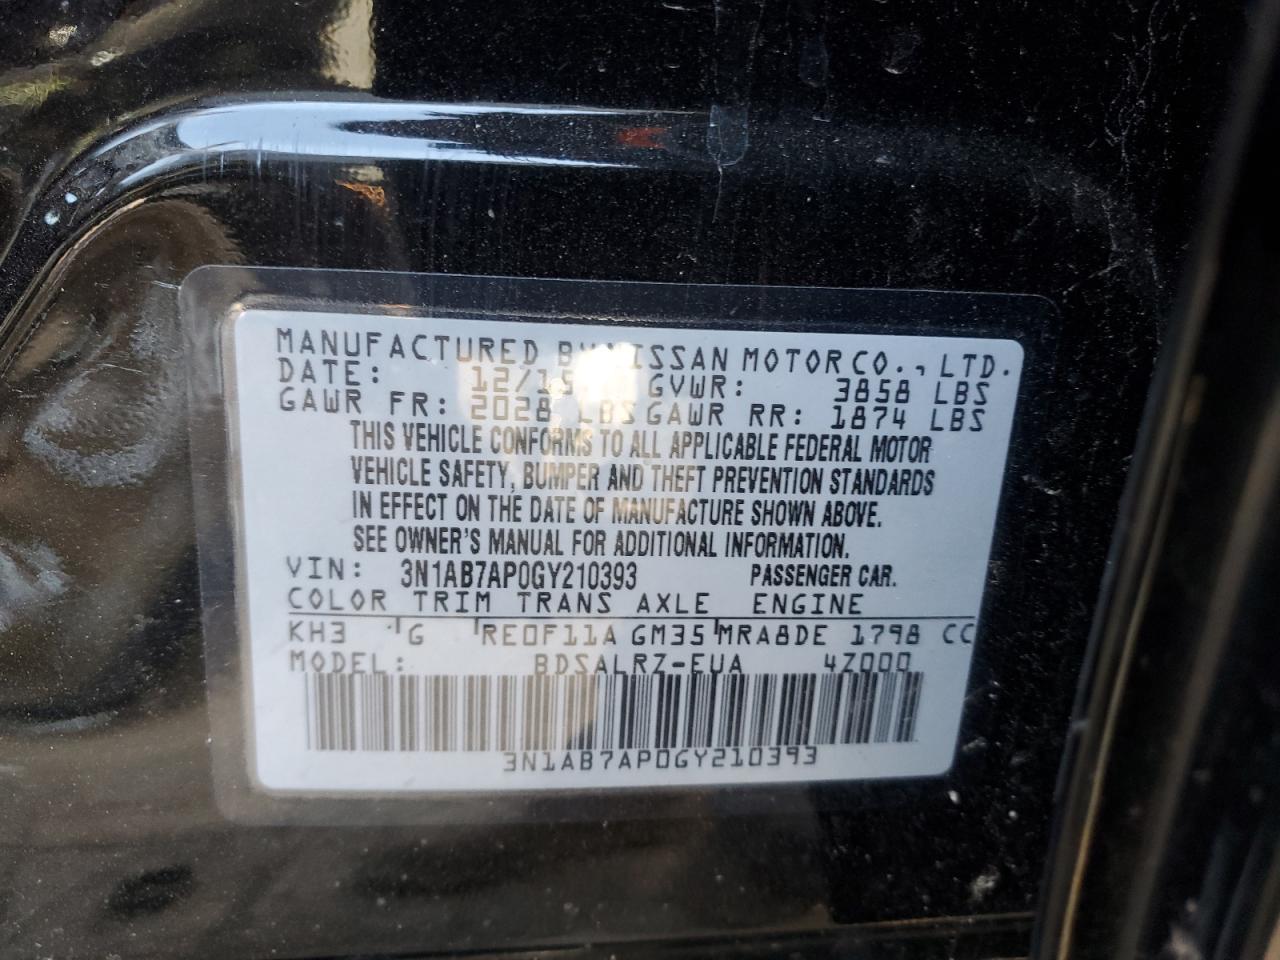 MANUFACTURED BY NISSAN MOTOR CO., LTD.
DATE: 12/15 GVWR: 3858 LBS
GAWR FR: 2028 LBS GAWR RR: 1874 LBS
THIS VEHICLE CONFORMS TO ALL APPLICABLE FEDERAL MOTOR
VEHICLE SAFETY, BUMPER AND THEFT PREVENTION STANDARDS
IN EFFECT ON THE DATE OF MANUFACTURE SHOWN ABOVE.
SEE OWNER'S MANUAL FOR ADDITIONAL INFORMATION.
VIN: 3N1AB7AP0GY210393 PASSENGER CAR.
COLOR TRIM TRANS AXLE ENGINE
KH3 G RE0F11A GM35 MRA8DE 1798 CC
MODEL: BDSALRZ-EUA 4Z000
3N1AB7AP0GY210393